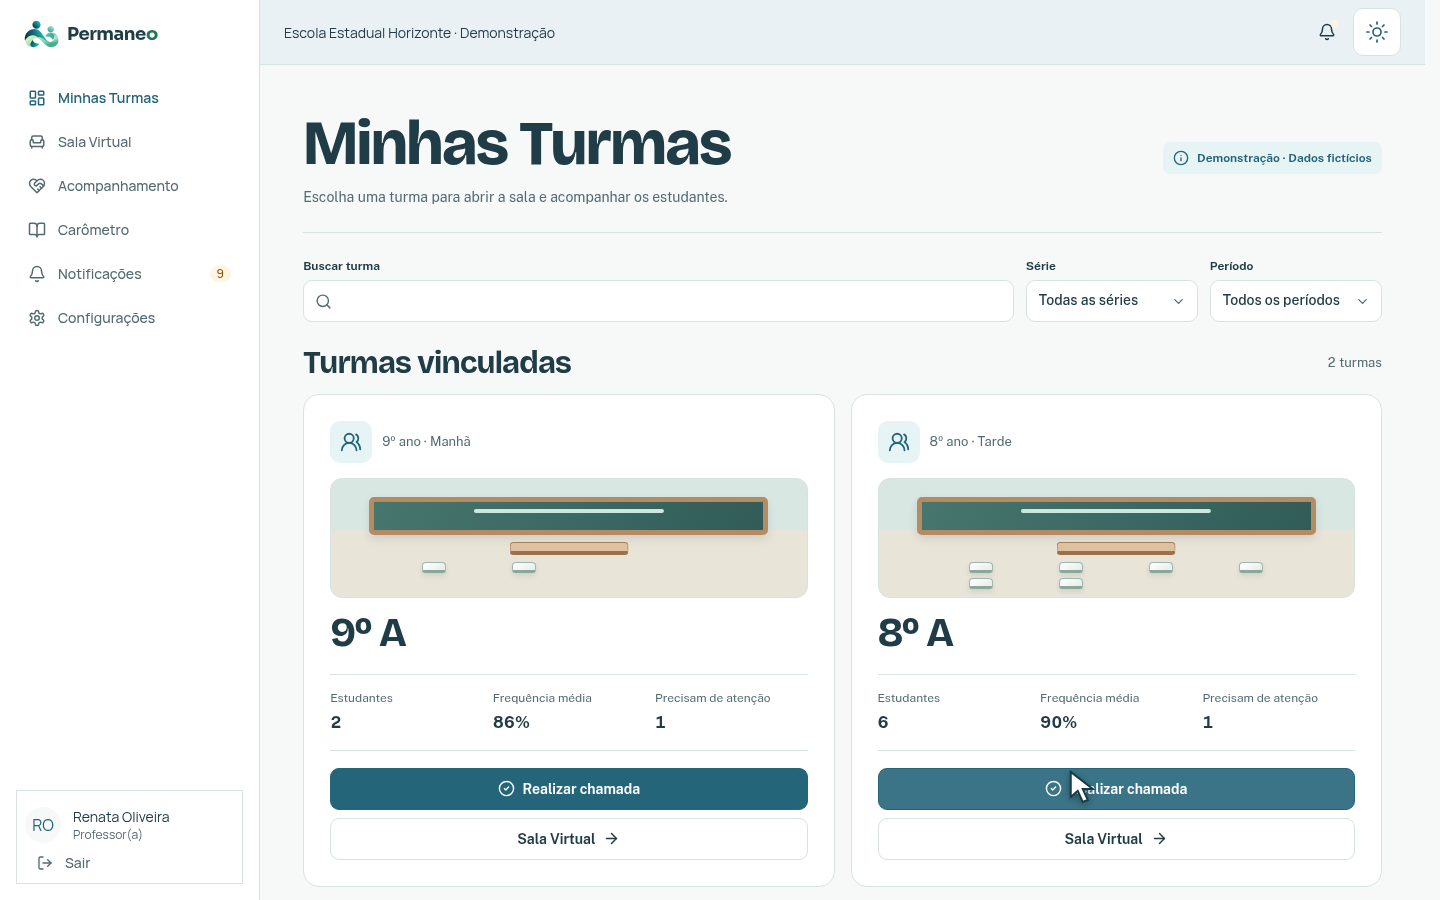 Permaneo
Escola Estadual Horizonte · Demonstração
Minhas Turmas
Sala Virtual
Acompanhamento
Carômetro
Notificações 9
Configurações
Minhas Turmas
Demonstração · Dados fictícios
Escolha uma turma para abrir a sala e acompanhar os estudantes.
Buscar turma
Série
Período
Todas as séries
Todos os períodos
Turmas vinculadas
2 turmas
9º ano · Manhã
9º A
Estudantes
Frequência média
Precisam de atenção
2
86%
1
Realizar chamada
Sala Virtual
8º ano · Tarde
8º A
Estudantes
Frequência média
Precisam de atenção
6
90%
1
alizar chamada
Sala Virtual
RO
Renata Oliveira
Professor(a)
Sair